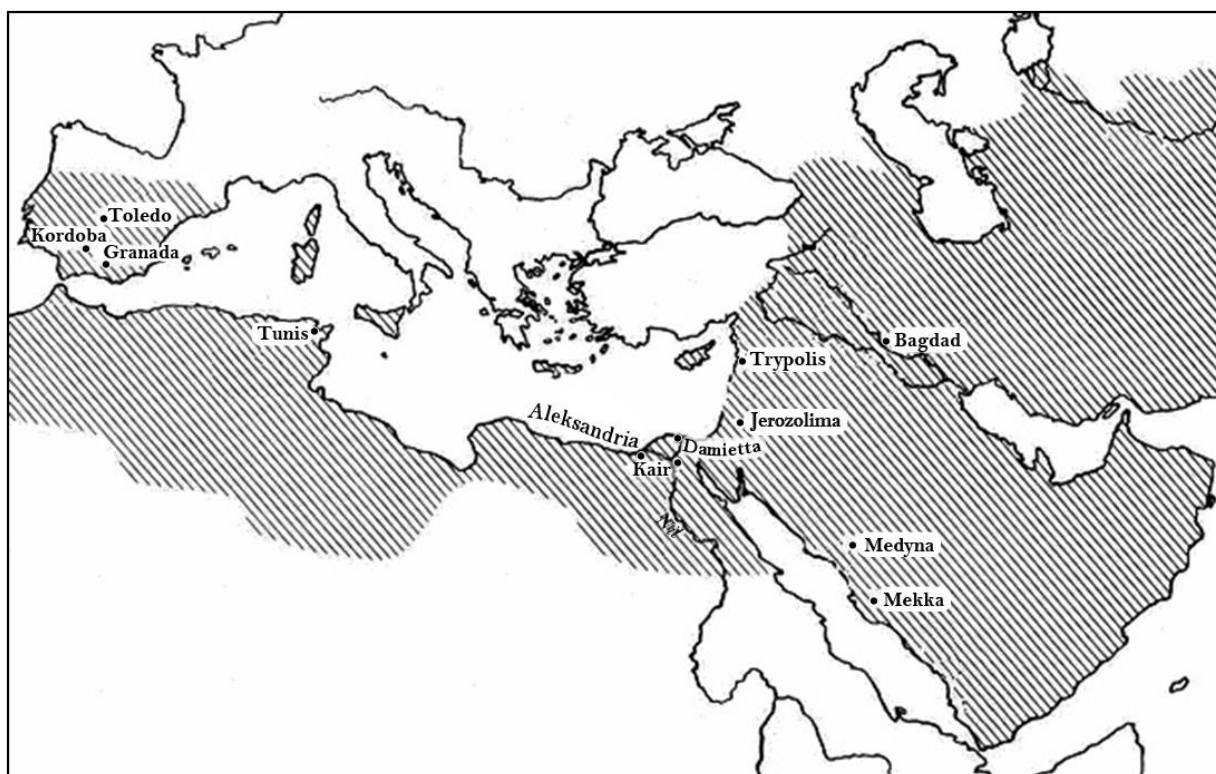 Toledo
Kordoba
Granada
Tunis
Bagdad
Trypolis
Aleksandria
Jerozolima
Damietta
Kair
Nil
Medyna
Mekka